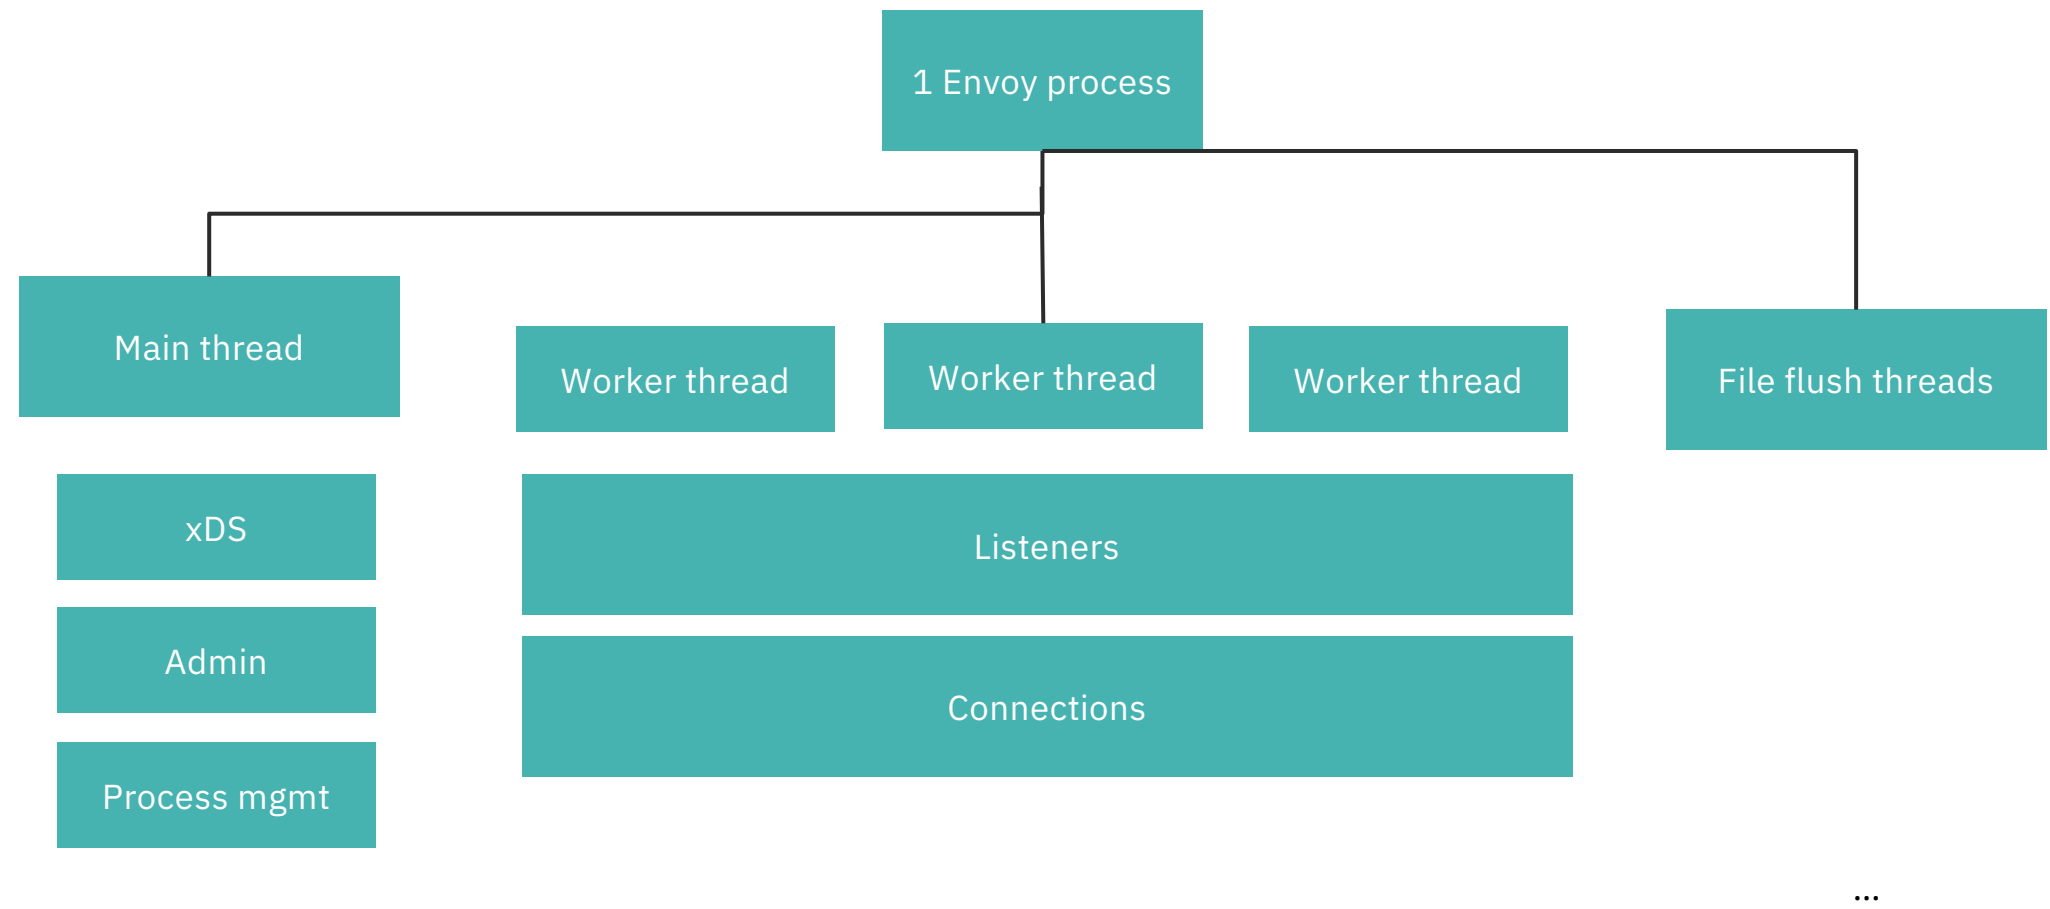 1 Envoy process
Main thread
Worker thread
Worker thread
Worker thread
File flush threads
xDS
Listeners
Admin
Connections
Process mgmt
...